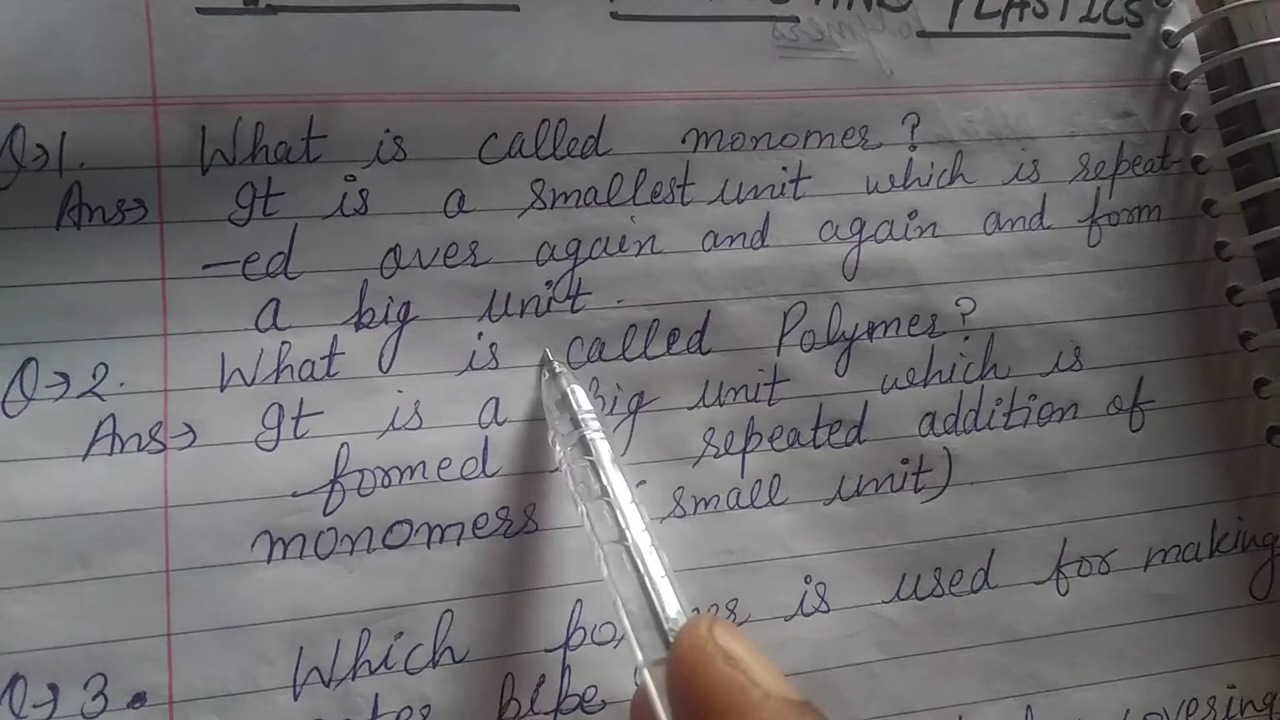 AND PLASTICS
Q→1. What is called monomer?
Ans→ It is a smallest unit which is repeat-
-ed over again and again and form
a big unit.
Q→2. What is called Polymer?
Ans→ It is a big unit which is
formed repeated addition of
monomers small unit)
Q→3. Which is used for making